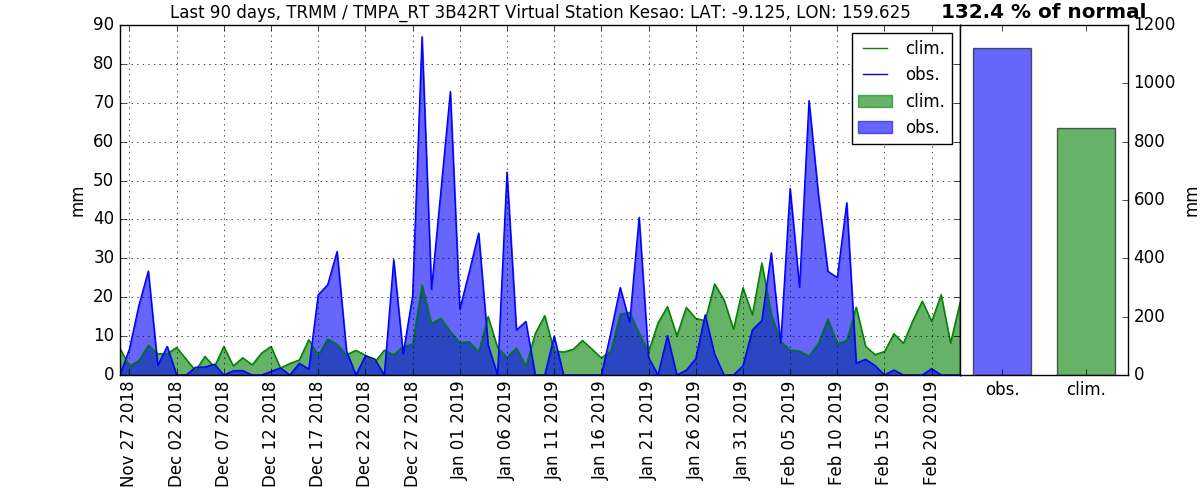 Last 90 days, TRMM / TMPA_RT 3B42RT Virtual Station Kesao: LAT: -9.125, LON: 159.625
132.4 % of normal
90
80
70
60
50
40
30
20
10
0
mm
clim.
obs.
clim.
obs.
Nov 27 2018
Dec 02 2018
Dec 07 2018
Dec 12 2018
Dec 17 2018
Dec 22 2018
Dec 27 2018
Jan 01 2019
Jan 06 2019
Jan 11 2019
Jan 16 2019
Jan 21 2019
Jan 26 2019
Jan 31 2019
Feb 05 2019
Feb 10 2019
Feb 15 2019
Feb 20 2019
1200
1000
800
600
400
200
0
mm
obs.
clim.